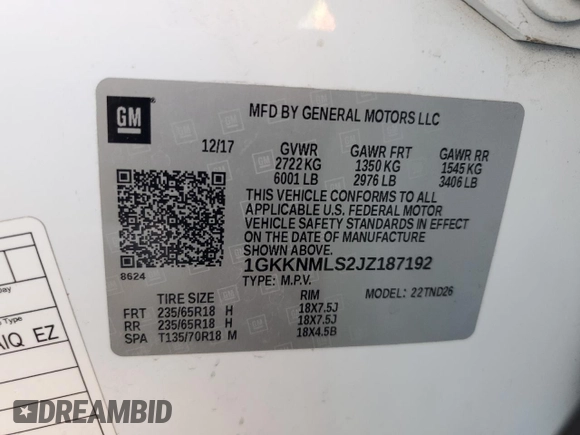 GM
MFD BY GENERAL MOTORS LLC
12/17 GVWR GAWR FRT GAWR RR
2722 KG 1350 KG 1545 KG
6001 LB 2976 LB 3406 LB
THIS VEHICLE CONFORMS TO ALL
APPLICABLE U.S. FEDERAL MOTOR
VEHICLE SAFETY STANDARDS IN EFFECT
ON THE DATE OF MANUFACTURE
SHOWN ABOVE.
8624
1GKKNMLS2JZ187192
TYPE: M.P.V. MODEL: 22TND26
TIRE SIZE RIM
FRT 235/65R18 H 18X7.5J
RR 235/65R18 H 18X7.5J
SPA T135/70R18 M 18X4.5B
Type
AIQ EZ
DREAMBID